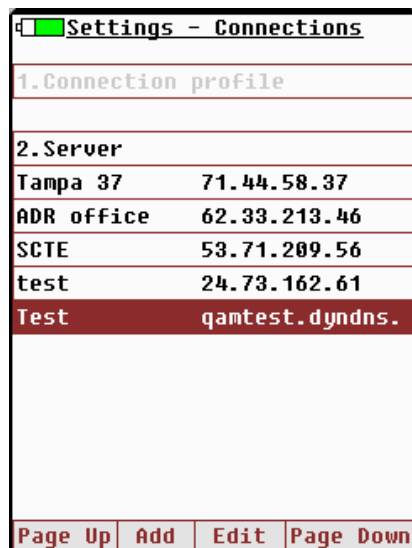 Settings - Connections
1.Connection profile
2.Server
Tampa 37 71.44.58.37
ADR office 62.33.213.46
SCTE 53.71.209.56
test 24.73.162.61
Test qamtest.dyndns.
Page Up Add Edit Page Down